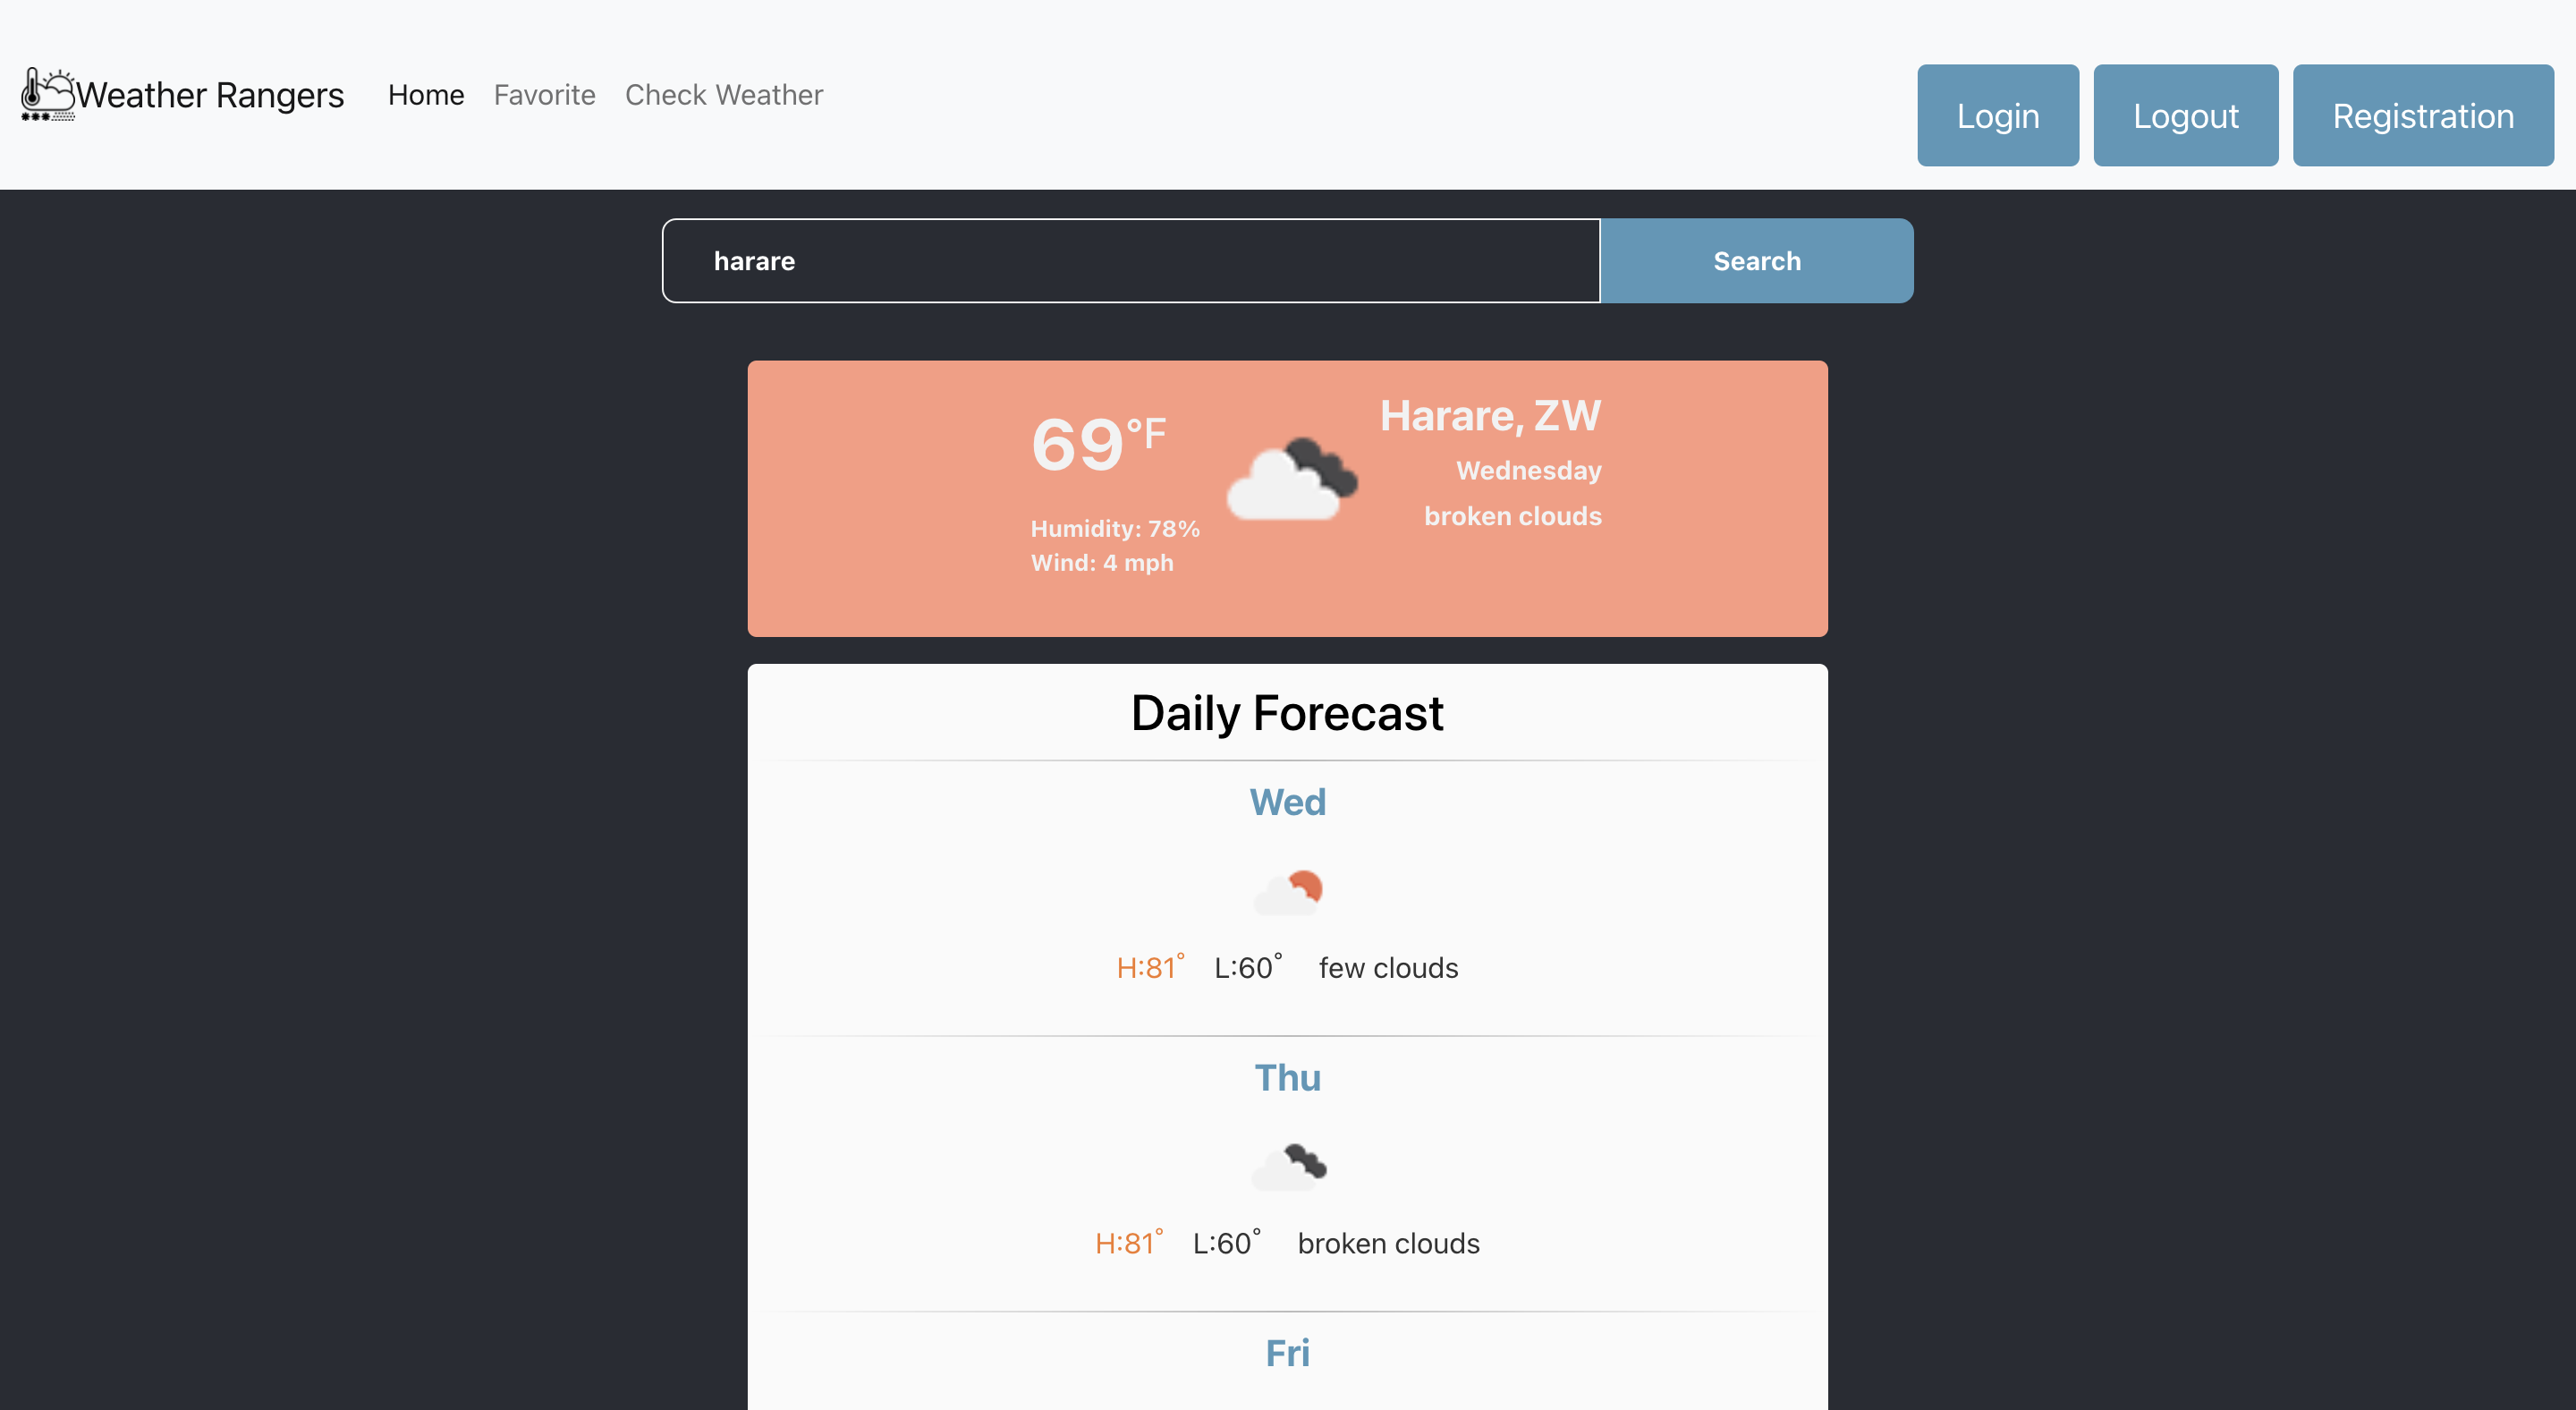 Weather Rangers Home Favorite Check Weather Login Logout Registration
harare Search
69°F
Humidity: 78%
Wind: 4 mph
Harare, ZW
Wednesday
broken clouds
Daily Forecast
Wed
H:81° L:60° few clouds
Thu
H:81° L:60° broken clouds
Fri